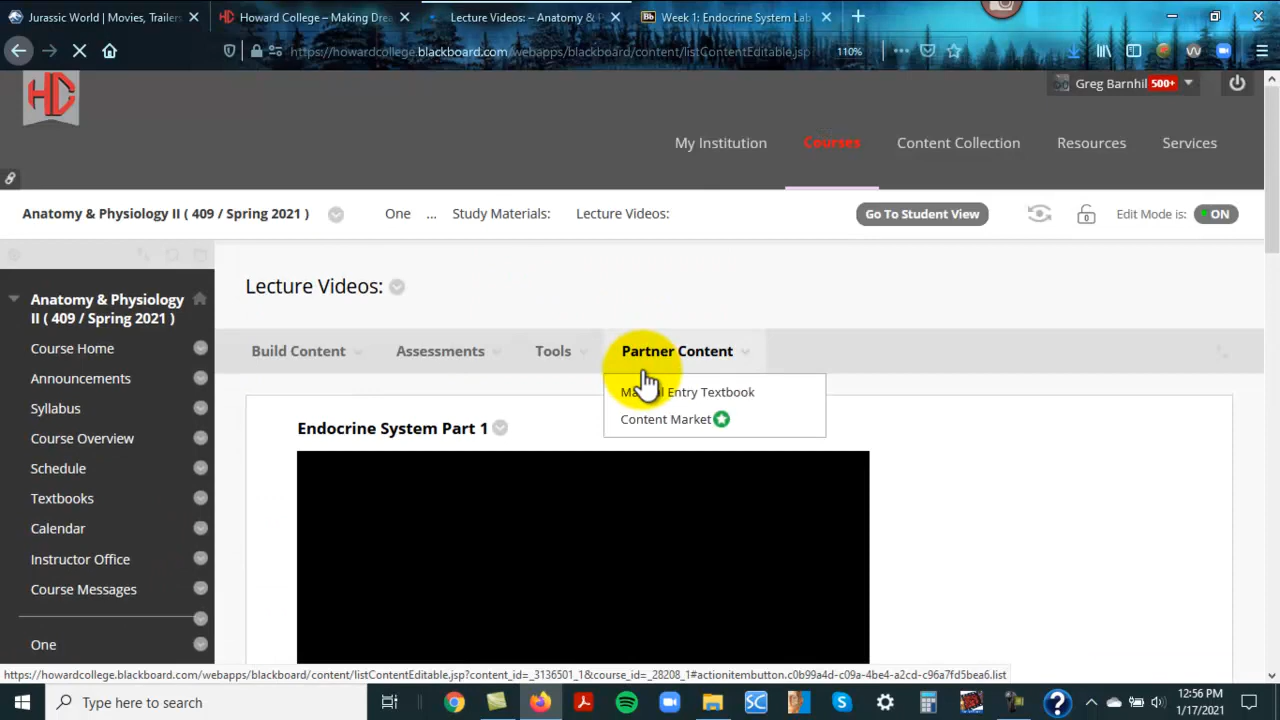 Jurassic World | Movies, Trailer
Howard College – Making Drea
Lecture Videos: – Anatomy &
Week 1: Endocrine System Lab
https://howardcollege.blackboard.com/webapps/blackboard/content/listContentEditable.jsp
110%
Greg Barnhil 500+
My Institution
Courses
Content Collection
Resources
Services
Anatomy & Physiology II ( 409 / Spring 2021 )
One
...
Study Materials:
Lecture Videos:
Go To Student View
0
Edit Mode is:
ON
Lecture Videos:
Anatomy & Physiology
II ( 409 / Spring 2021 )
Course Home
Announcements
Syllabus
Course Overview
Schedule
Textbooks
Calendar
Instructor Office
Course Messages
One
Build Content
Assessments
Tools
Partner Content
Entry Textbook
Content Market
Endocrine System Part 1
https://howardcollege.blackboard.com/webapps/blackboard/content/listContentEditable.jsp?content_id=_3136501_1&course_id=_28208_1#actionitembutton.c0b99a4d-c09a-4be4-a2cd-c96a7fd5bea6.list
Type here to search
12:56 PM
1/17/2021